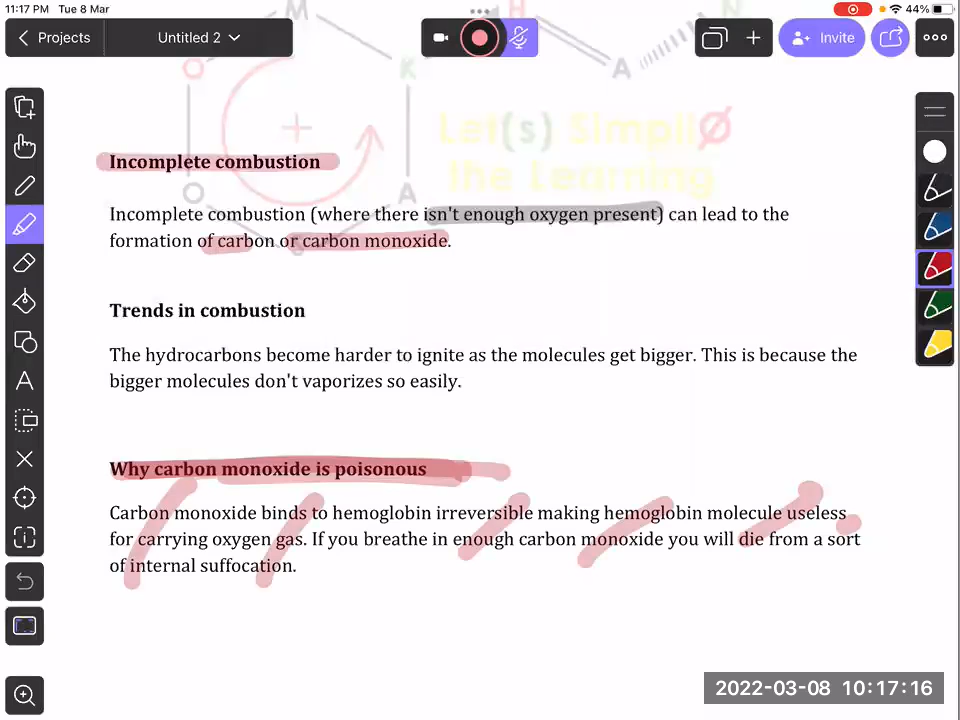 11:17 PM Tue 8 Mar
44%
Projects
Untitled 2
Invite
M
H
N
O
K
A
Let(s) Simpli
the Learning
Incomplete combustion
O
A
Incomplete combustion (where there isn't enough oxygen present) can lead to the
formation of carbon or carbon monoxide.
Trends in combustion
The hydrocarbons become harder to ignite as the molecules get bigger. This is because the
bigger molecules don't vaporizes so easily.
Why carbon monoxide is poisonous
Carbon monoxide binds to hemoglobin irreversible making hemoglobin molecule useless
for carrying oxygen gas. If you breathe in enough carbon monoxide you will die from a sort
of internal suffocation.
2022-03-08 10:17:16